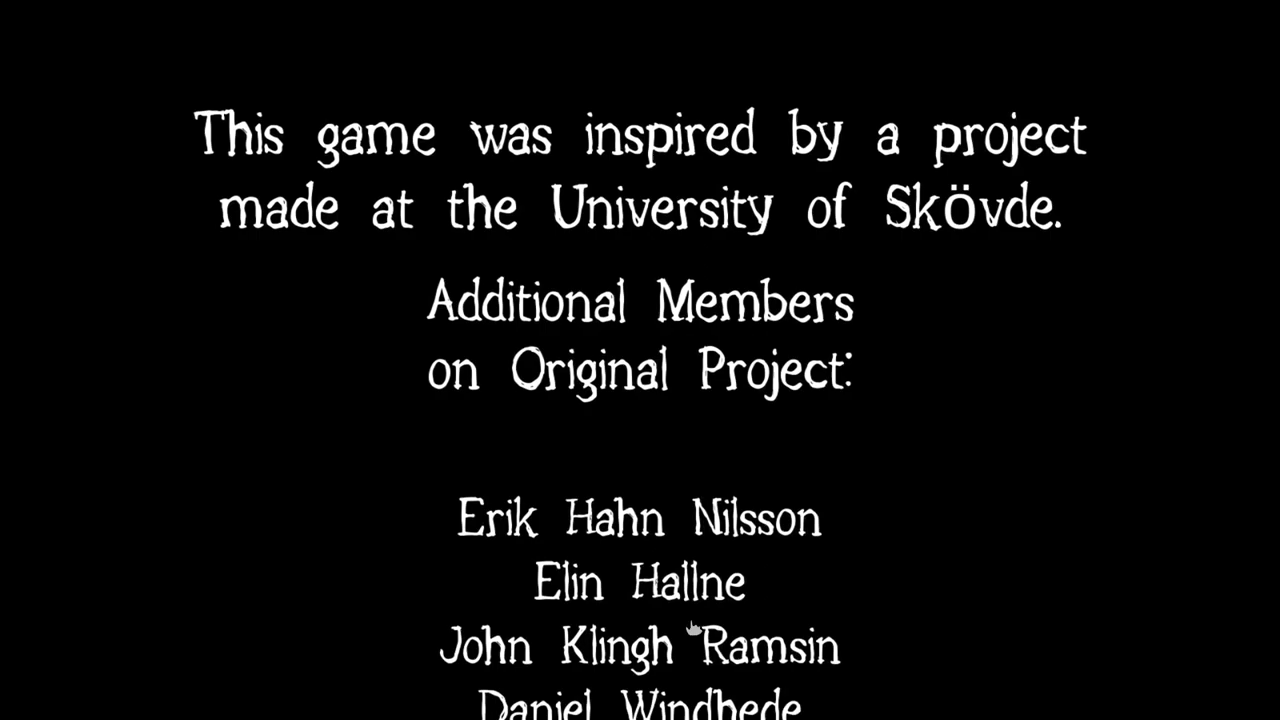 This game was inspired by a project
made at the University of Skövde.
Additional Members
on Original Project:
Erik Hahn Nilsson
Elin Hallne
John Klingh Ramsin
Daniel Windhede